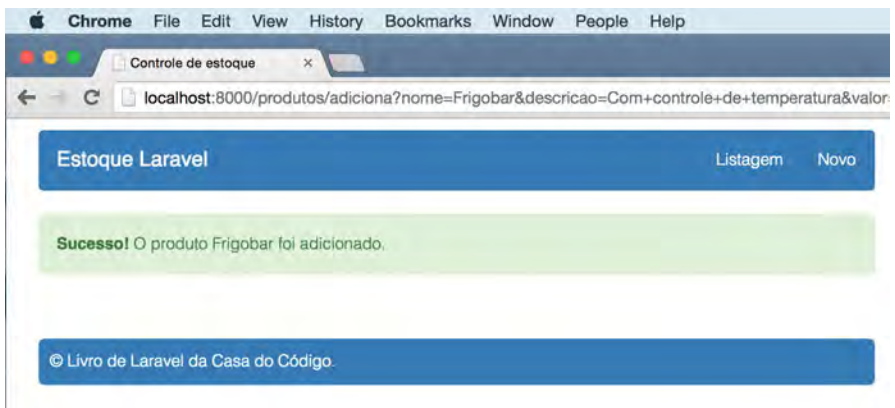 Chrome File Edit View History Bookmarks Window People Help
Controle de estoque ×
localhost:8000/produtos/adiciona?nome=Frigobar&descricao=Com+controle+de+temperatura&valor=
Estoque Laravel Listagem Novo
Sucesso! O produto Frigobar foi adicionado.
© Livro de Laravel da Casa do Código.